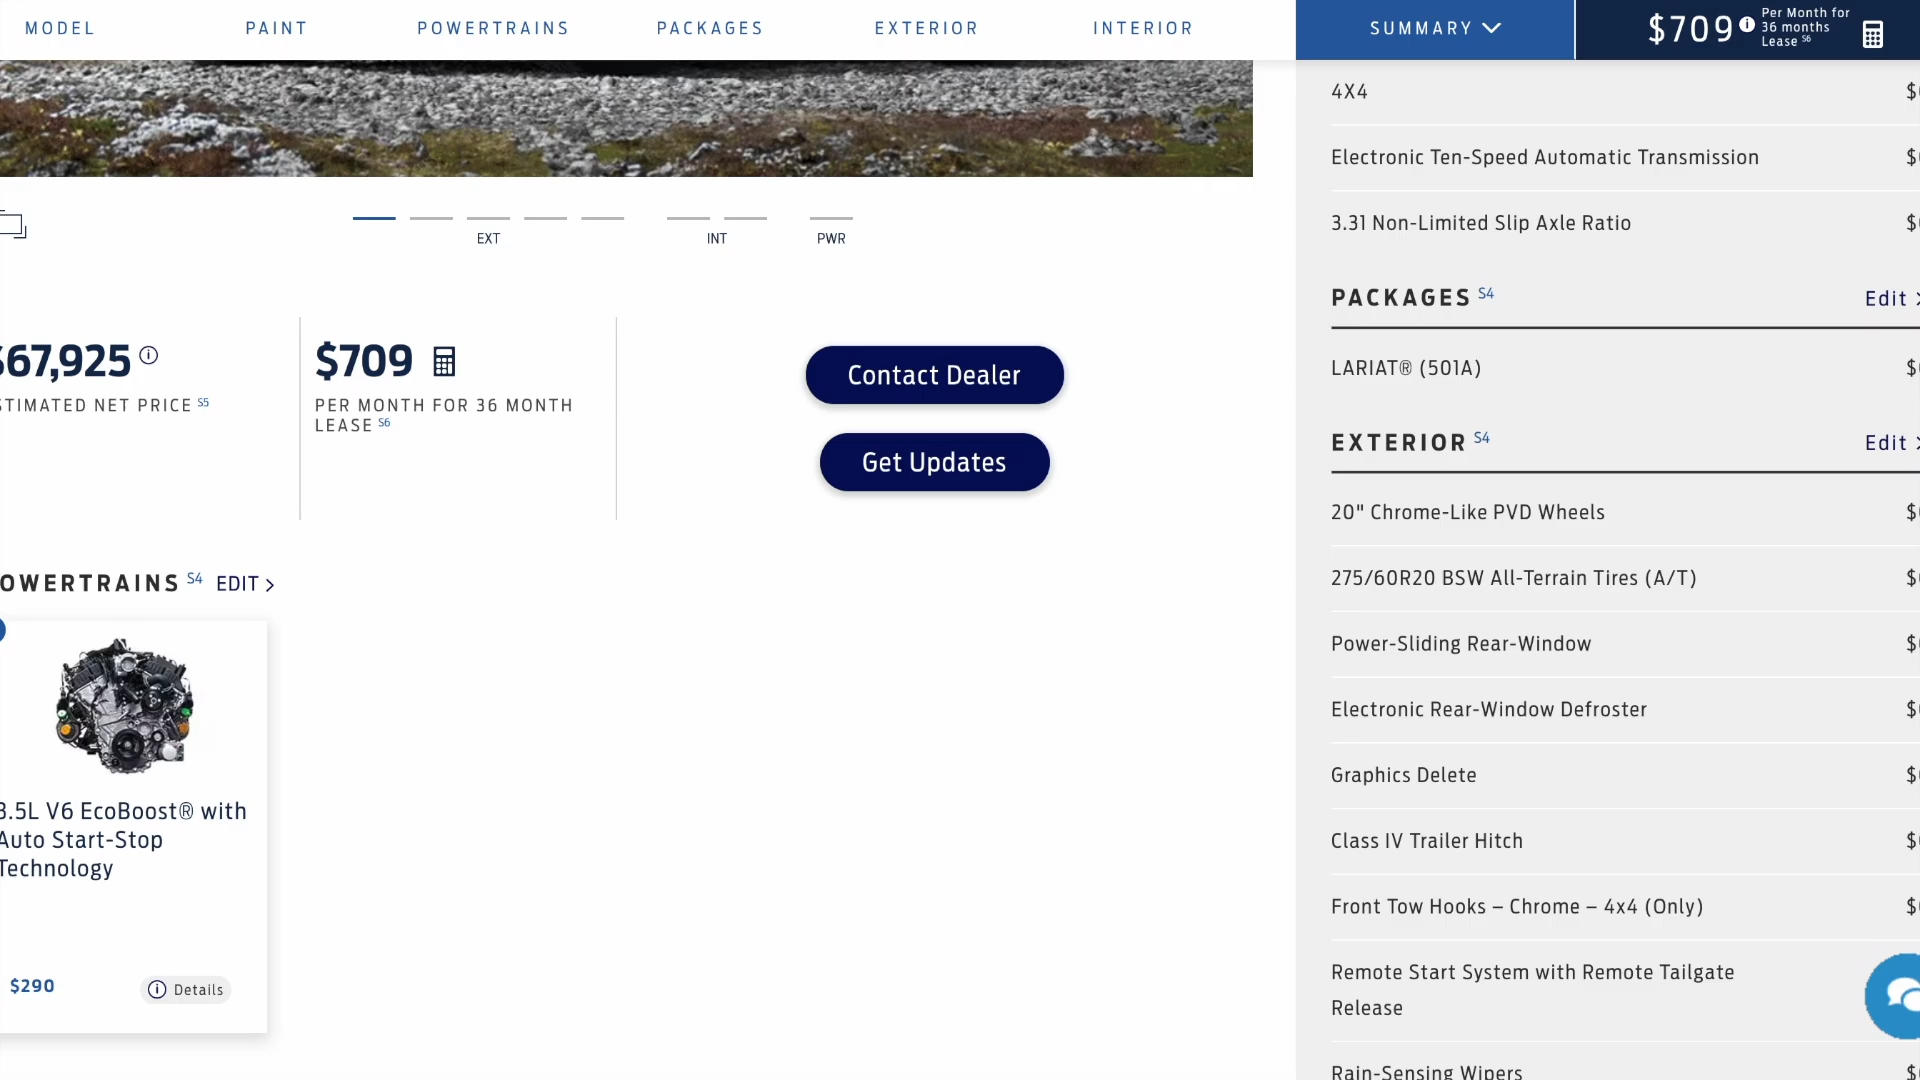 MODEL
PAINT
POWERTRAINS
PACKAGES
EXTERIOR
INTERIOR
SUMMARY
$709
Per Month for
36 months
Lease S6
EXT
INT
PWR
$67,925
STIMATED NET PRICE S5
$709
PER MONTH FOR 36 MONTH
LEASE S6
Contact Dealer
Get Updates
OWERTRAINS S4 EDIT >
3.5L V6 EcoBoost® with
Auto Start-Stop
Technology
$290
Details
4X4
Electronic Ten-Speed Automatic Transmission
3.31 Non-Limited Slip Axle Ratio
PACKAGES S4
Edit
LARIAT® (501A)
EXTERIOR S4
Edit
20" Chrome-Like PVD Wheels
275/60R20 BSW All-Terrain Tires (A/T)
Power-Sliding Rear-Window
Electronic Rear-Window Defroster
Graphics Delete
Class IV Trailer Hitch
Front Tow Hooks – Chrome – 4x4 (Only)
Remote Start System with Remote Tailgate
Release
Rain-Sensing Wipers